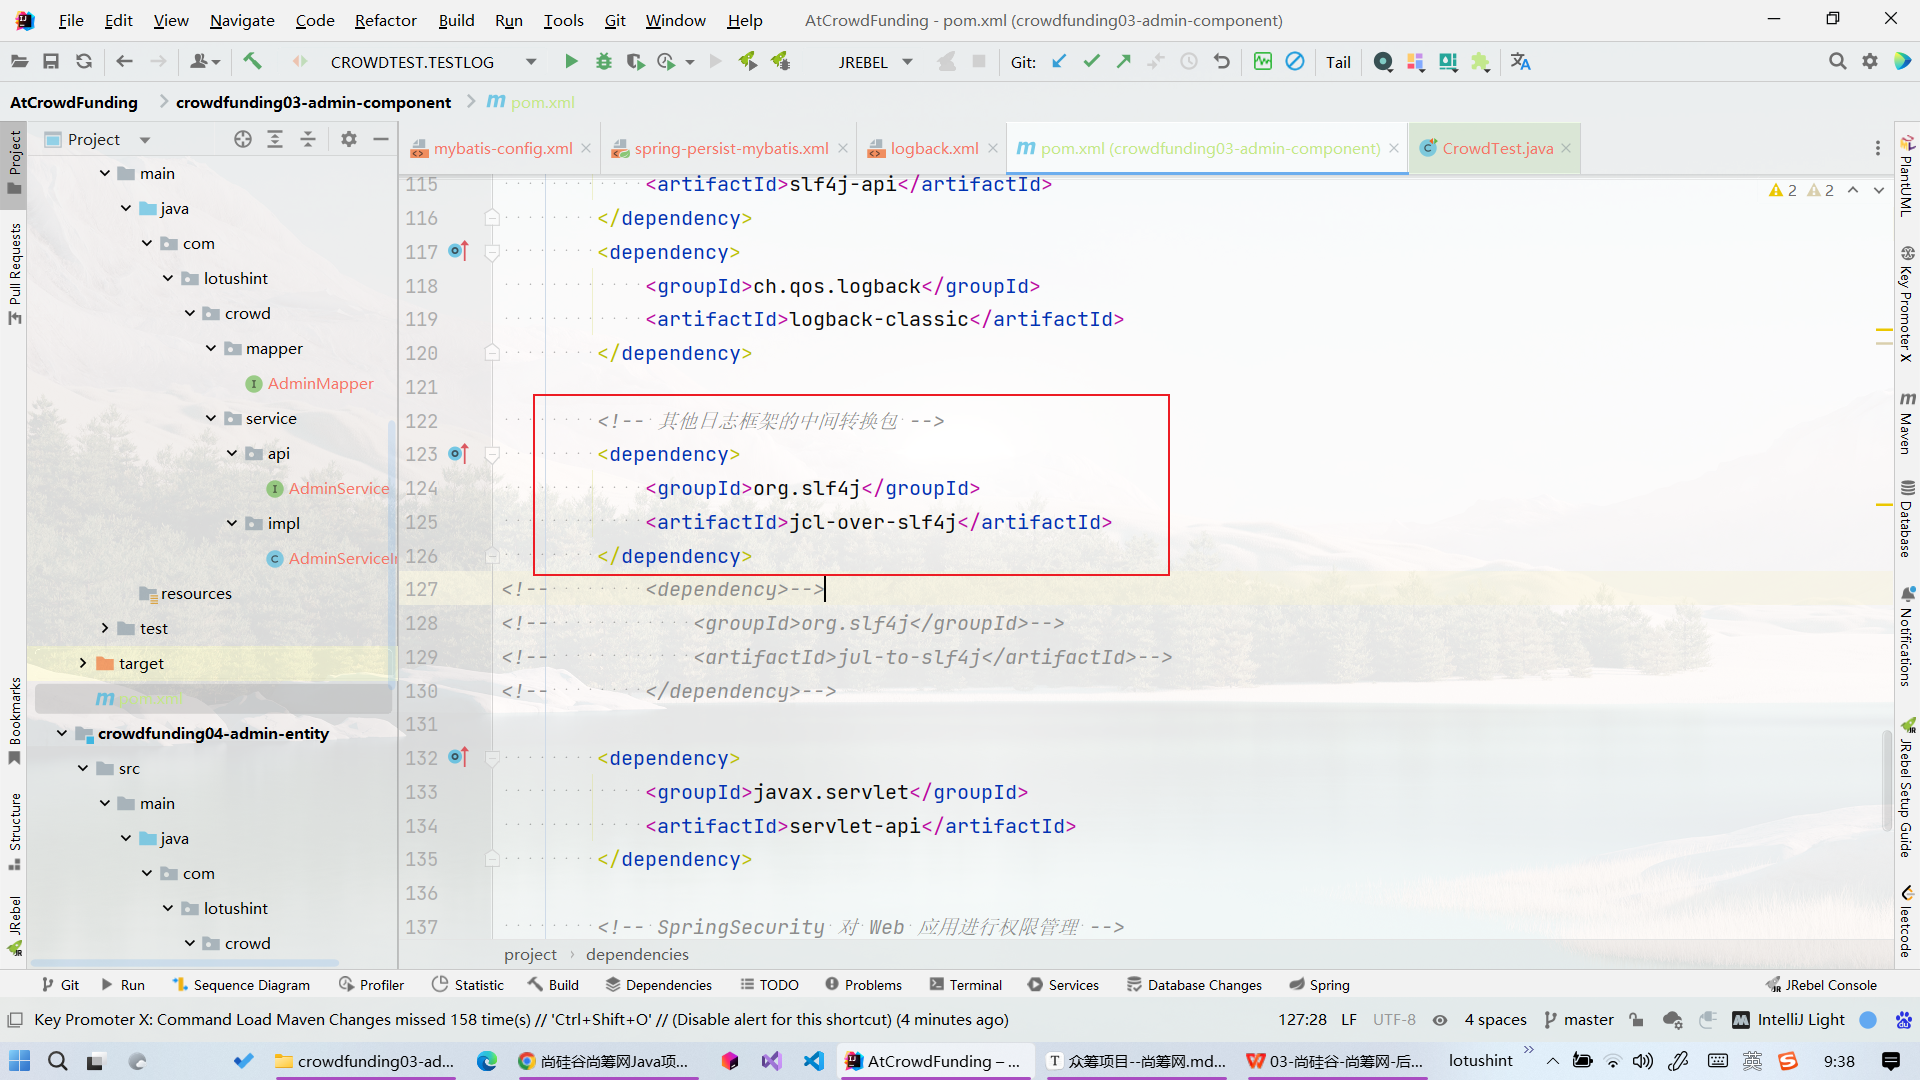 File Edit View Navigate Code Refactor Build Run Tools Git Window Help AtCrowdFunding - pom.xml (crowdfunding03-admin-component)
CROWDTEST.TESTLOG JREBEL Git: Tail
AtCrowdFunding crowdfunding03-admin-component pom.xml
Project
mybatis-config.xml spring-persist-mybatis.xml logback.xml pom.xml (crowdfunding03-admin-component) CrowdTest.java
2 2
Project
Pull Requests
Bookmarks
Structure
JRebel
main
java
com
lotushint
crowd
mapper
AdminMapper
service
api
AdminService
impl
AdminServiceI
resources
test
target
pom.xml
crowdfunding04-admin-entity
src
main
java
com
lotushint
crowd
115 <artifactId>slf4j-api</artifactId>
116 </dependency>
117 <dependency>
118 <groupId>ch.qos.logback</groupId>
119 <artifactId>logback-classic</artifactId>
120 </dependency>
121
122 <!-- 其他日志框架的中间转换包 -->
123 <dependency>
124 <groupId>org.slf4j</groupId>
125 <artifactId>jcl-over-slf4j</artifactId>
126 </dependency>
127 <!-- <dependency>-->
128 <!-- <groupId>org.slf4j</groupId>-->
129 <!-- <artifactId>jul-to-slf4j</artifactId>-->
130 <!-- </dependency>-->
131
132 <dependency>
133 <groupId>javax.servlet</groupId>
134 <artifactId>servlet-api</artifactId>
135 </dependency>
136
137 <!-- SpringSecurity 对 Web 应用进行权限管理 -->
project › dependencies
PlantUML
Key Promoter X
Maven
Database
Notifications
JRebel Setup Guide
leetcode
Git Run Sequence Diagram Profiler Statistic Build Dependencies TODO Problems Terminal Services Database Changes Spring JRebel Console
Key Promoter X: Command Load Maven Changes missed 158 time(s) // 'Ctrl+Shift+O' // (Disable alert for this shortcut) (4 minutes ago) 127:28 LF UTF-8 4 spaces master IntelliJ Light
crowdfunding03-ad... 尚硅谷尚筹网Java项... AtCrowdFunding – ... 众筹项目--尚筹网.md... 03-尚硅谷-尚筹网-后... lotushint 英 9:38